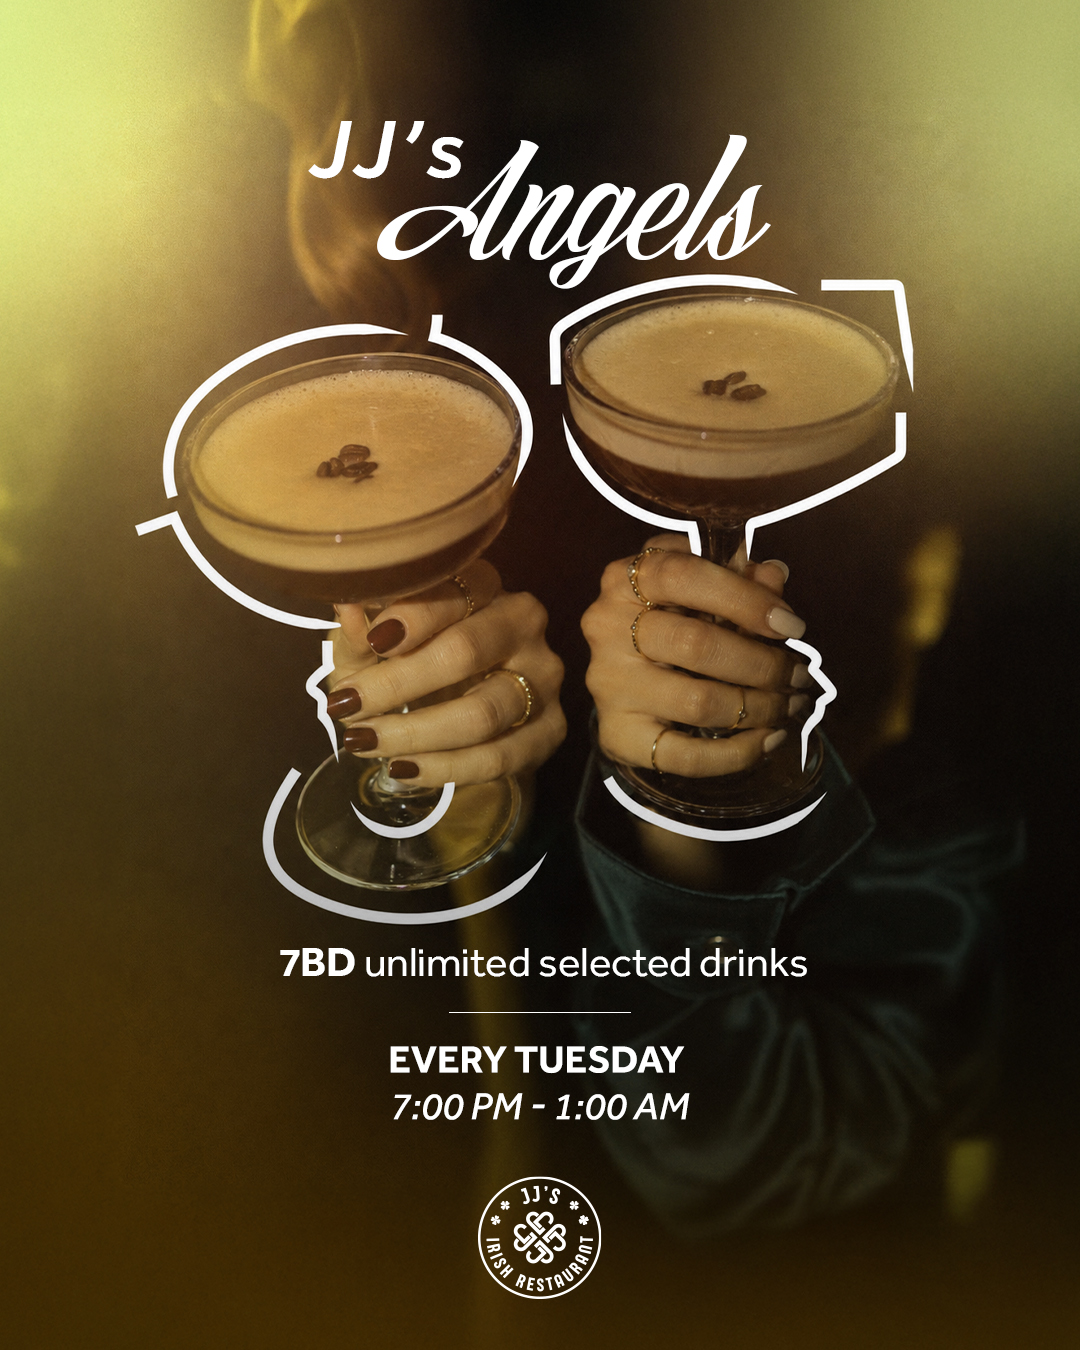 JJ's
Angels
7BD unlimited selected drinks
EVERY TUESDAY
7:00 PM - 1:00 AM
JJ'S
IRISH RESTAURANT